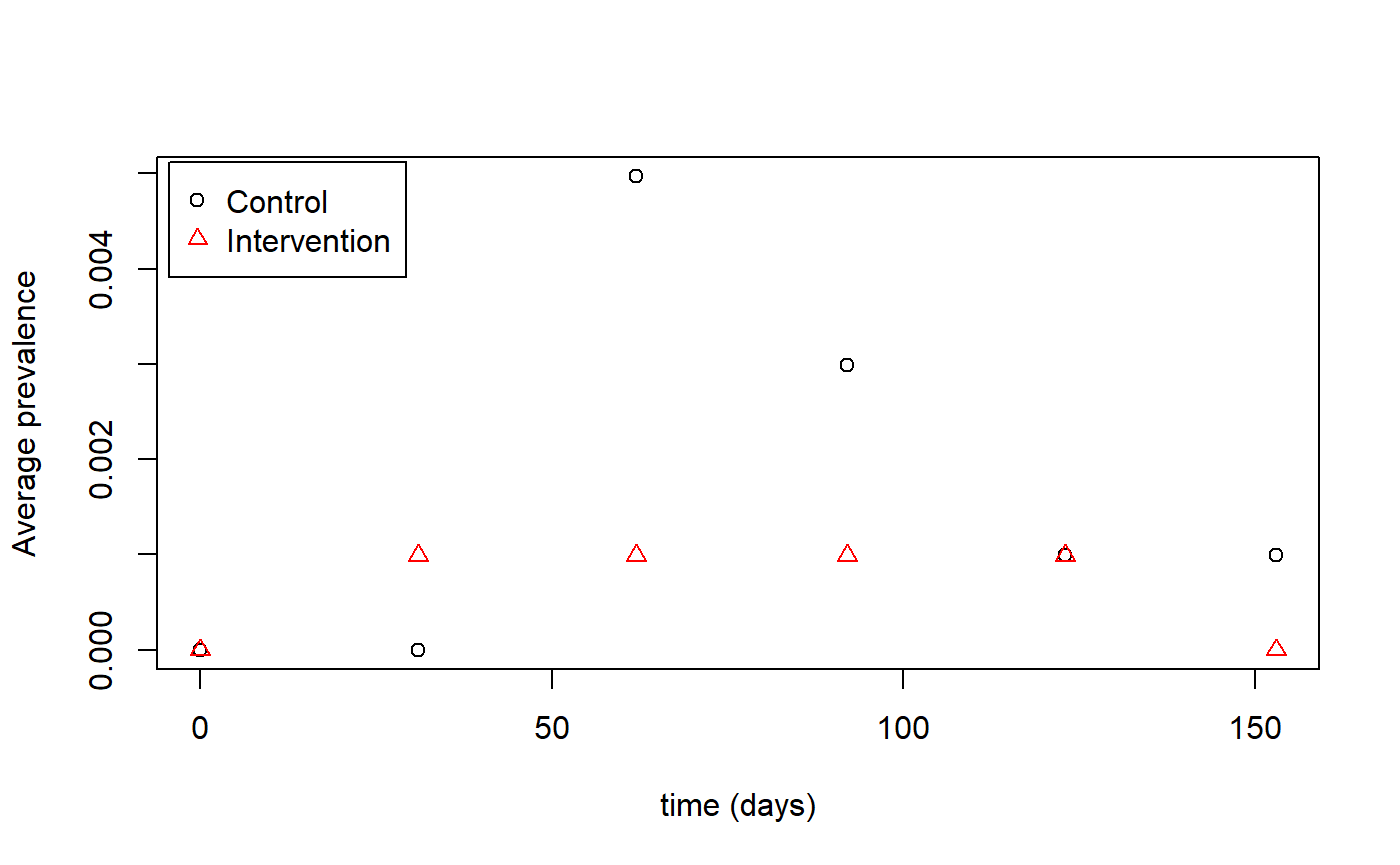 Control
Intervention
Average prevalence
0.004
0.002
0.000
0 50 100 150
time (days)